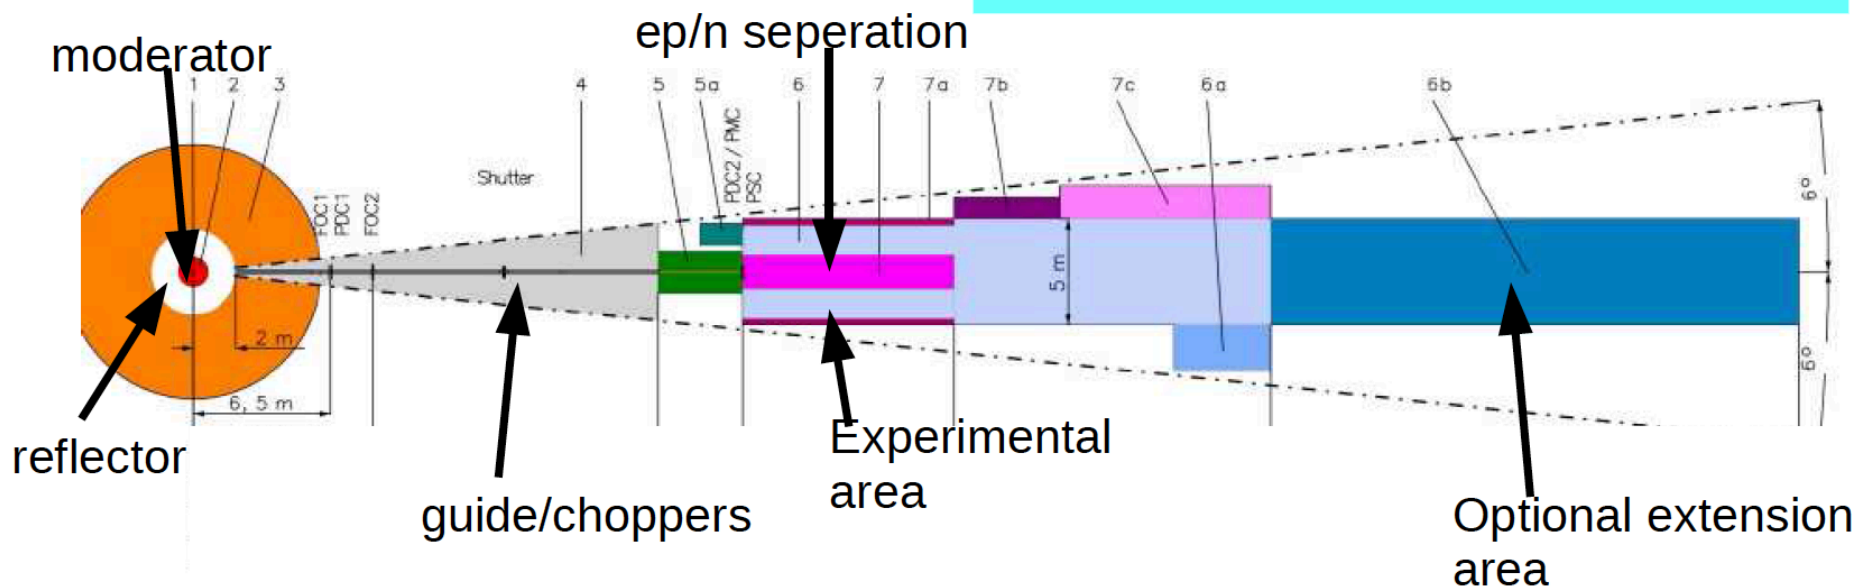 ep/n seperation
moderator
1 2 3 4 5 5a 6 7 7a 7b 7c 6a 6b
FOC1
PDC1
FOC2
Shutter
PDC2 / PMC
PSC
5 m
6°
6°
2 m
6, 5 m
reflector
guide/choppers
Experimental
area
Optional extension
area